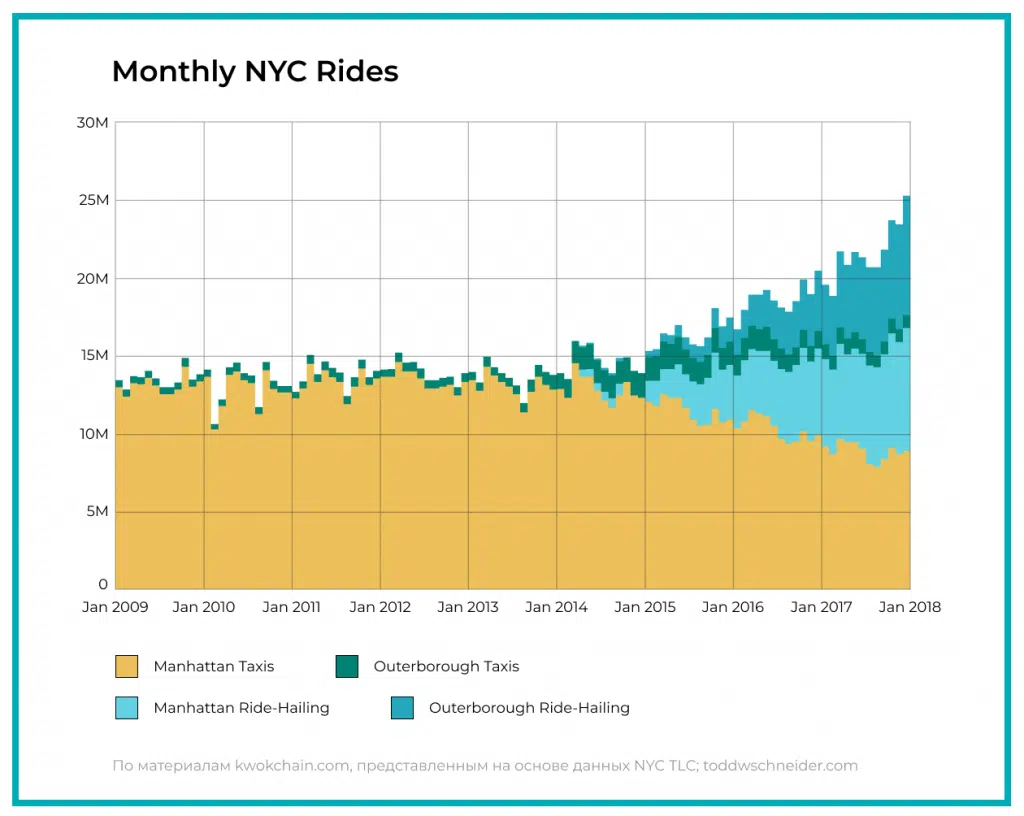 Monthly NYC Rides
30M
25M
20M
15M
10M
5M
0
Jan 2009 Jan 2010 Jan 2011 Jan 2012 Jan 2013 Jan 2014 Jan 2015 Jan 2016 Jan 2017 Jan 2018
Manhattan Taxis Outerborough Taxis
Manhattan Ride-Hailing Outerborough Ride-Hailing
По материалам kwokchain.com, представленным на основе данных NYC TLC; toddwschneider.com